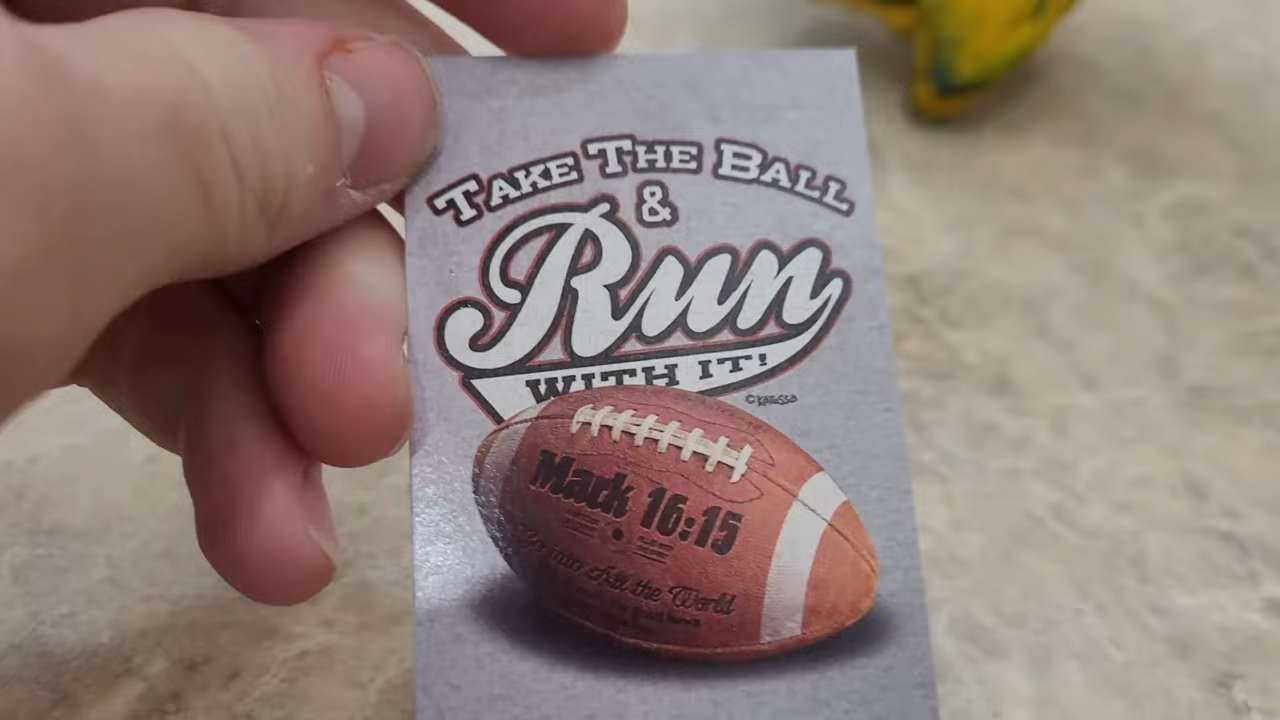 TAKE THE BALL
&
Run
WITH IT!
©Kerusso
Mark 16:15
Go into All the World